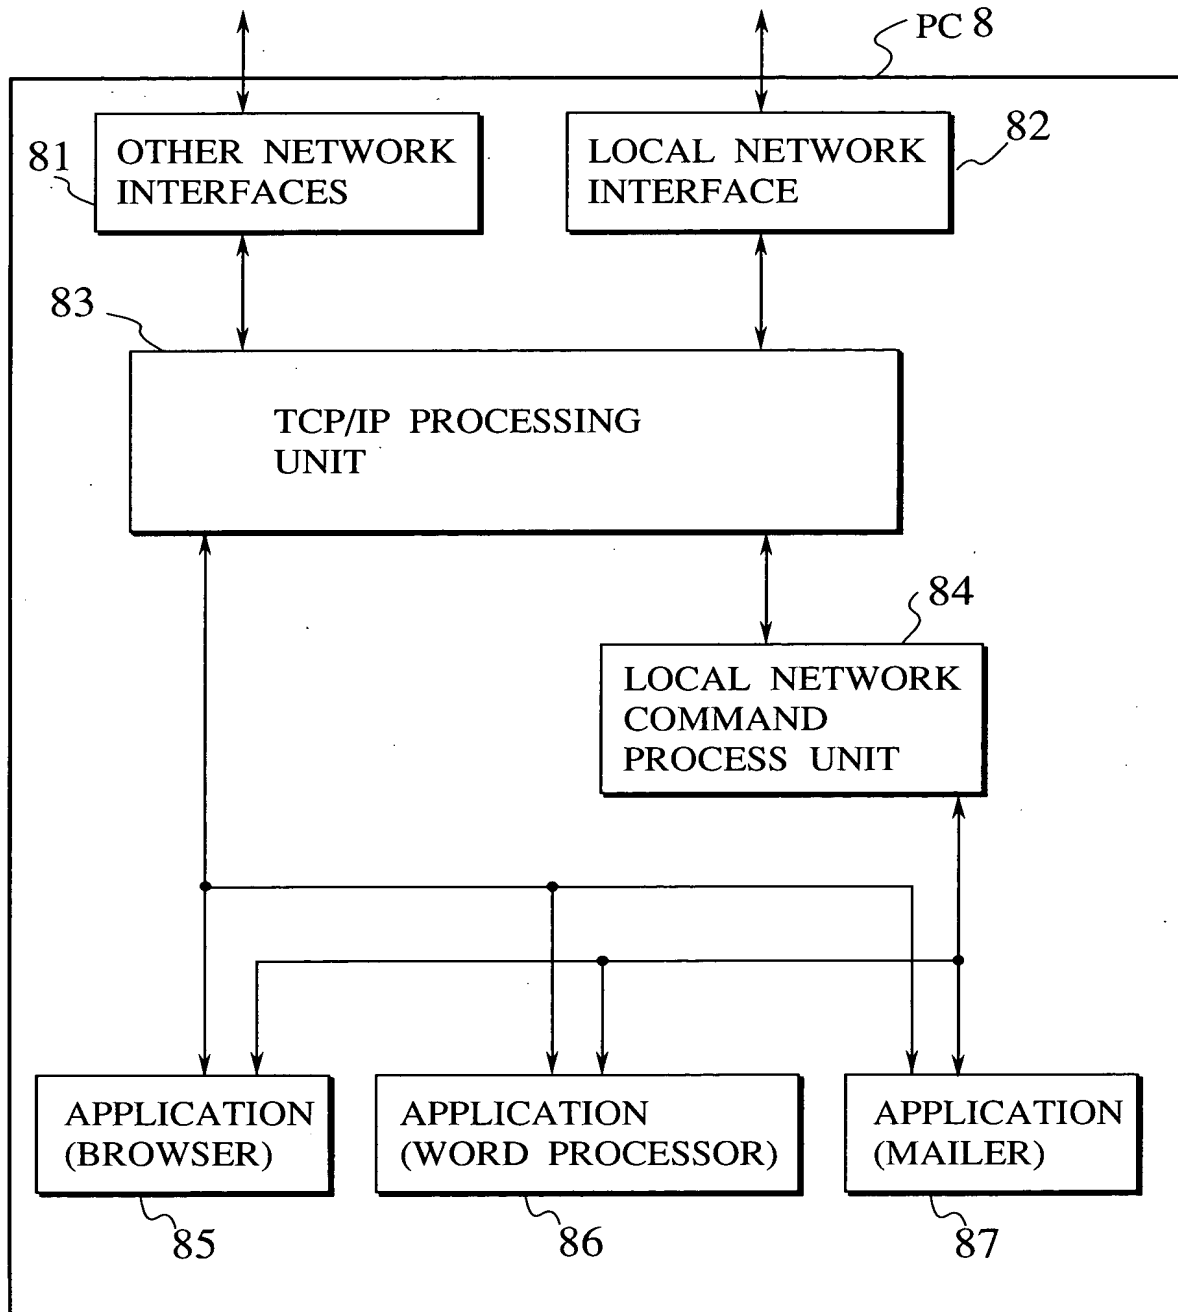 PC 8
81
OTHER NETWORK
INTERFACES
LOCAL NETWORK
INTERFACE
82
83
TCP/IP PROCESSING
UNIT
84
LOCAL NETWORK
COMMAND
PROCESS UNIT
APPLICATION
(BROWSER)
APPLICATION
(WORD PROCESSOR)
APPLICATION
(MAILER)
85
86
87